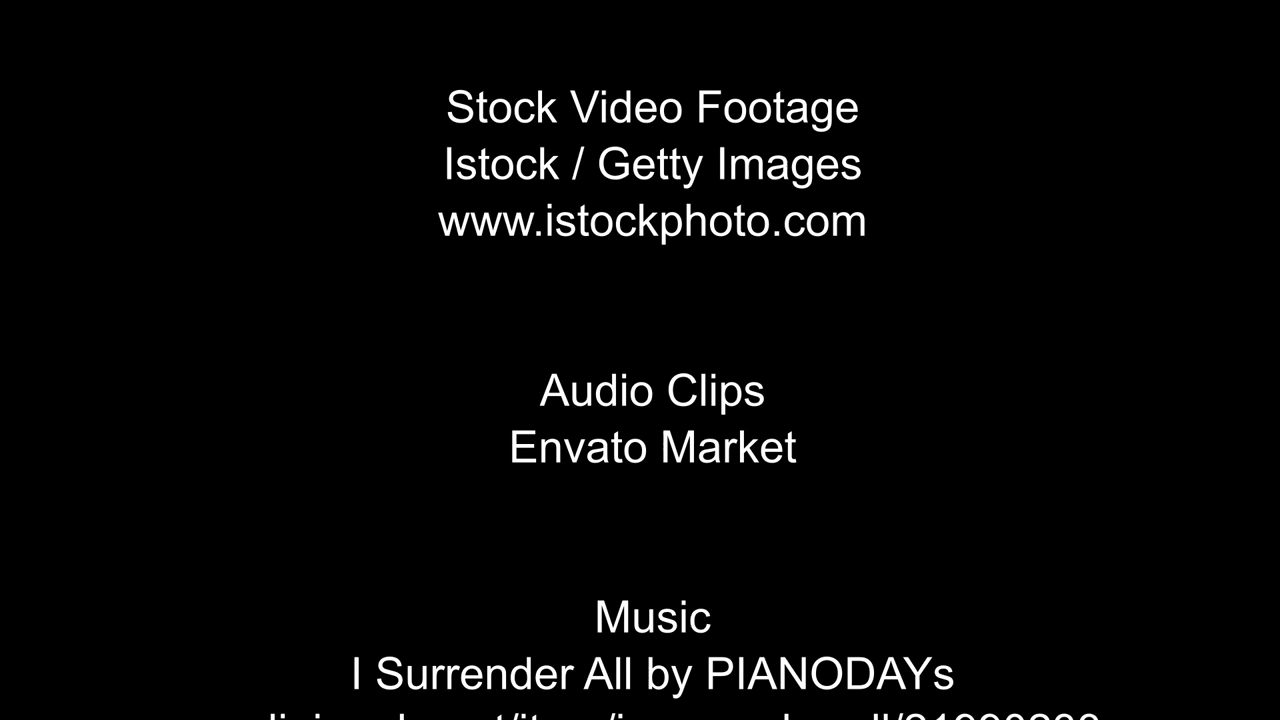 Stock Video Footage
Istock / Getty Images
www.istockphoto.com
Audio Clips
Envato Market
Music
I Surrender All by PIANODAYs